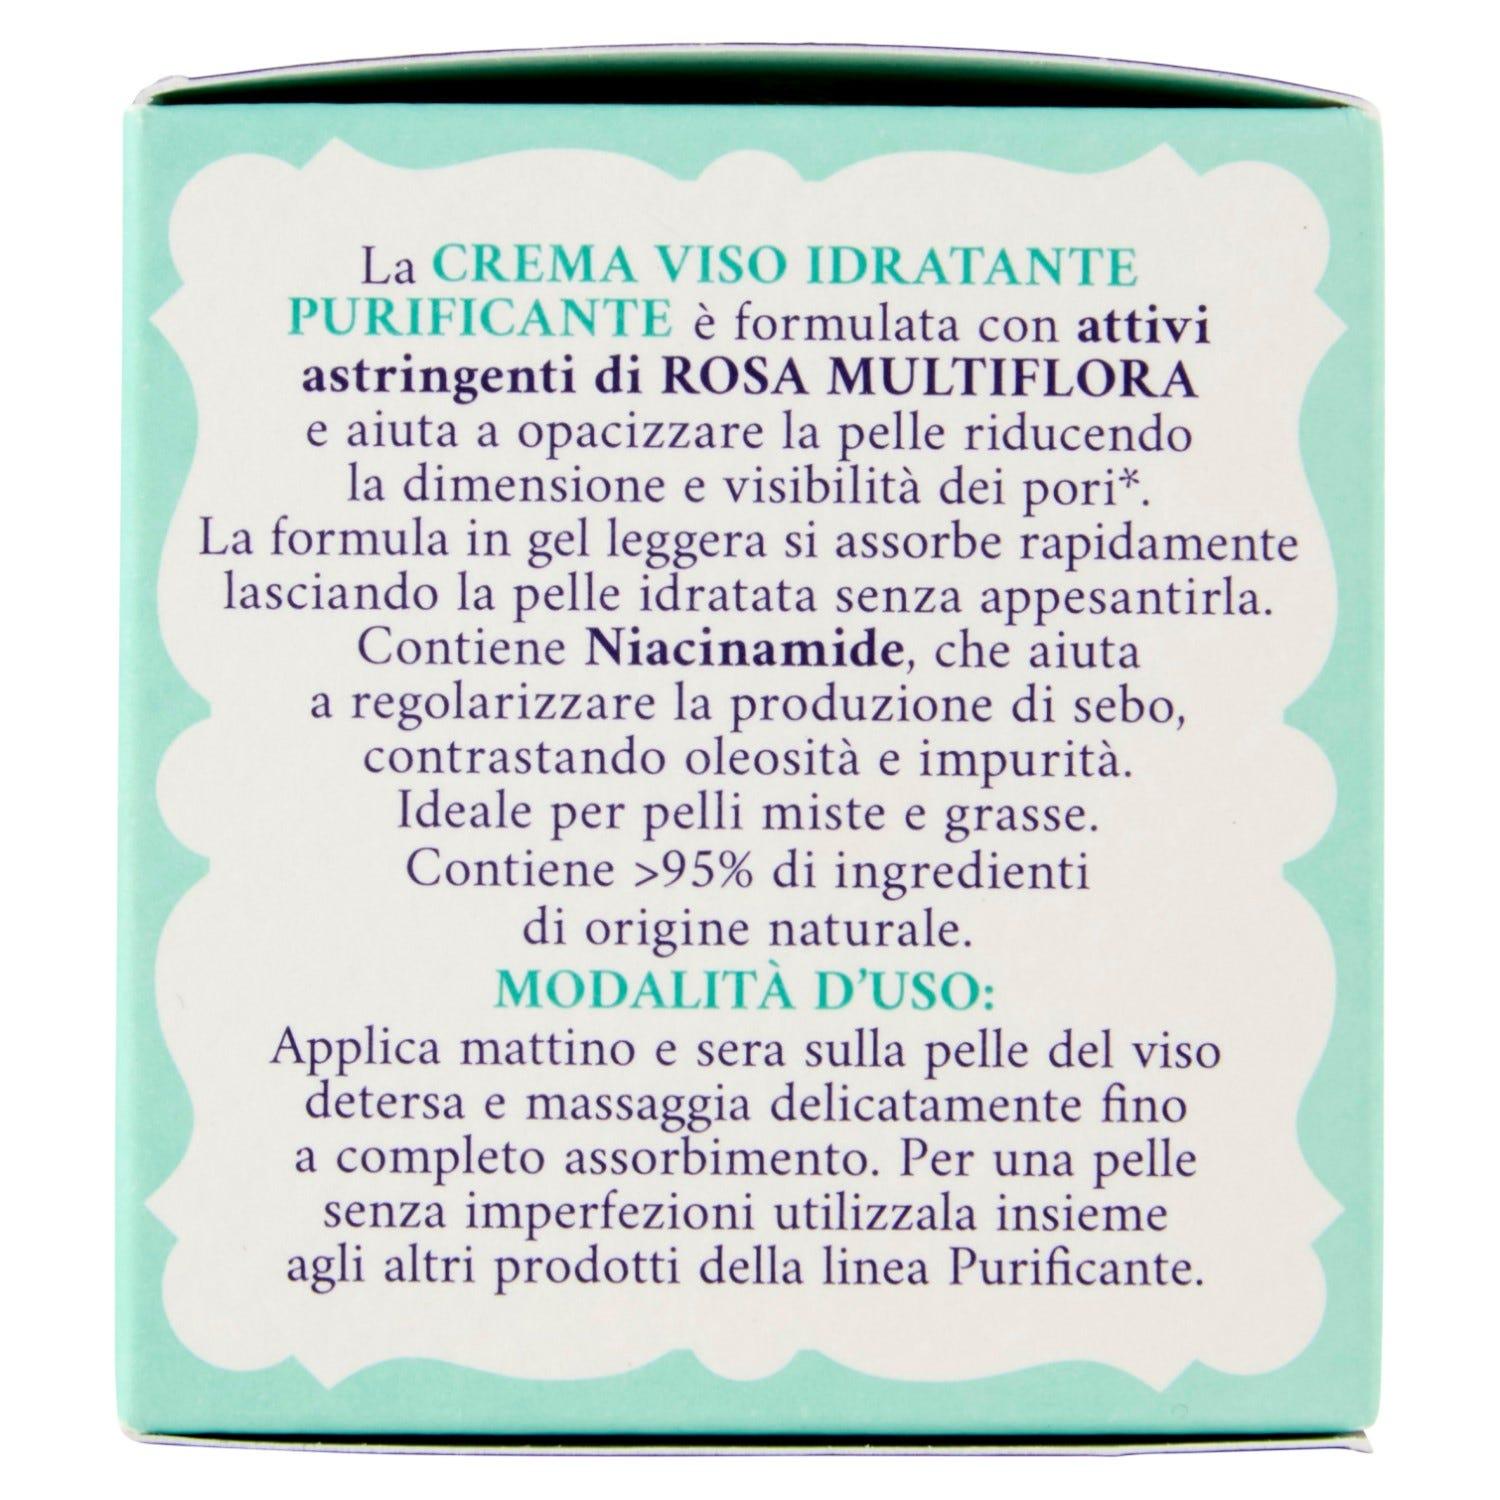 La CREMA VISO IDRATANTE
PURIFICANTE è formulata con attivi
astringenti di ROSA MULTIFLORA
e aiuta a opacizzare la pelle riducendo
la dimensione e visibilità dei pori*.
La formula in gel leggera si assorbe rapidamente
lasciando la pelle idratata senza appesantirla.
Contiene Niacinamide, che aiuta
a regolarizzare la produzione di sebo,
contrastando oleosità e impurità.
Ideale per pelli miste e grasse.
Contiene >95% di ingredienti
di origine naturale.
MODALITÀ D'USO:
Applica mattino e sera sulla pelle del viso
detersa e massaggia delicatamente fino
a completo assorbimento. Per una pelle
senza imperfezioni utilizzala insieme
agli altri prodotti della linea Purificante.